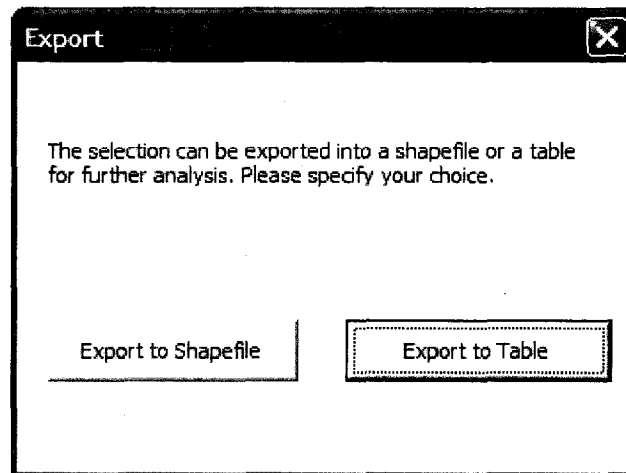 Export
The selection can be exported into a shapefile or a table
for further analysis. Please specify your choice.
Export to Shapefile
Export to Table